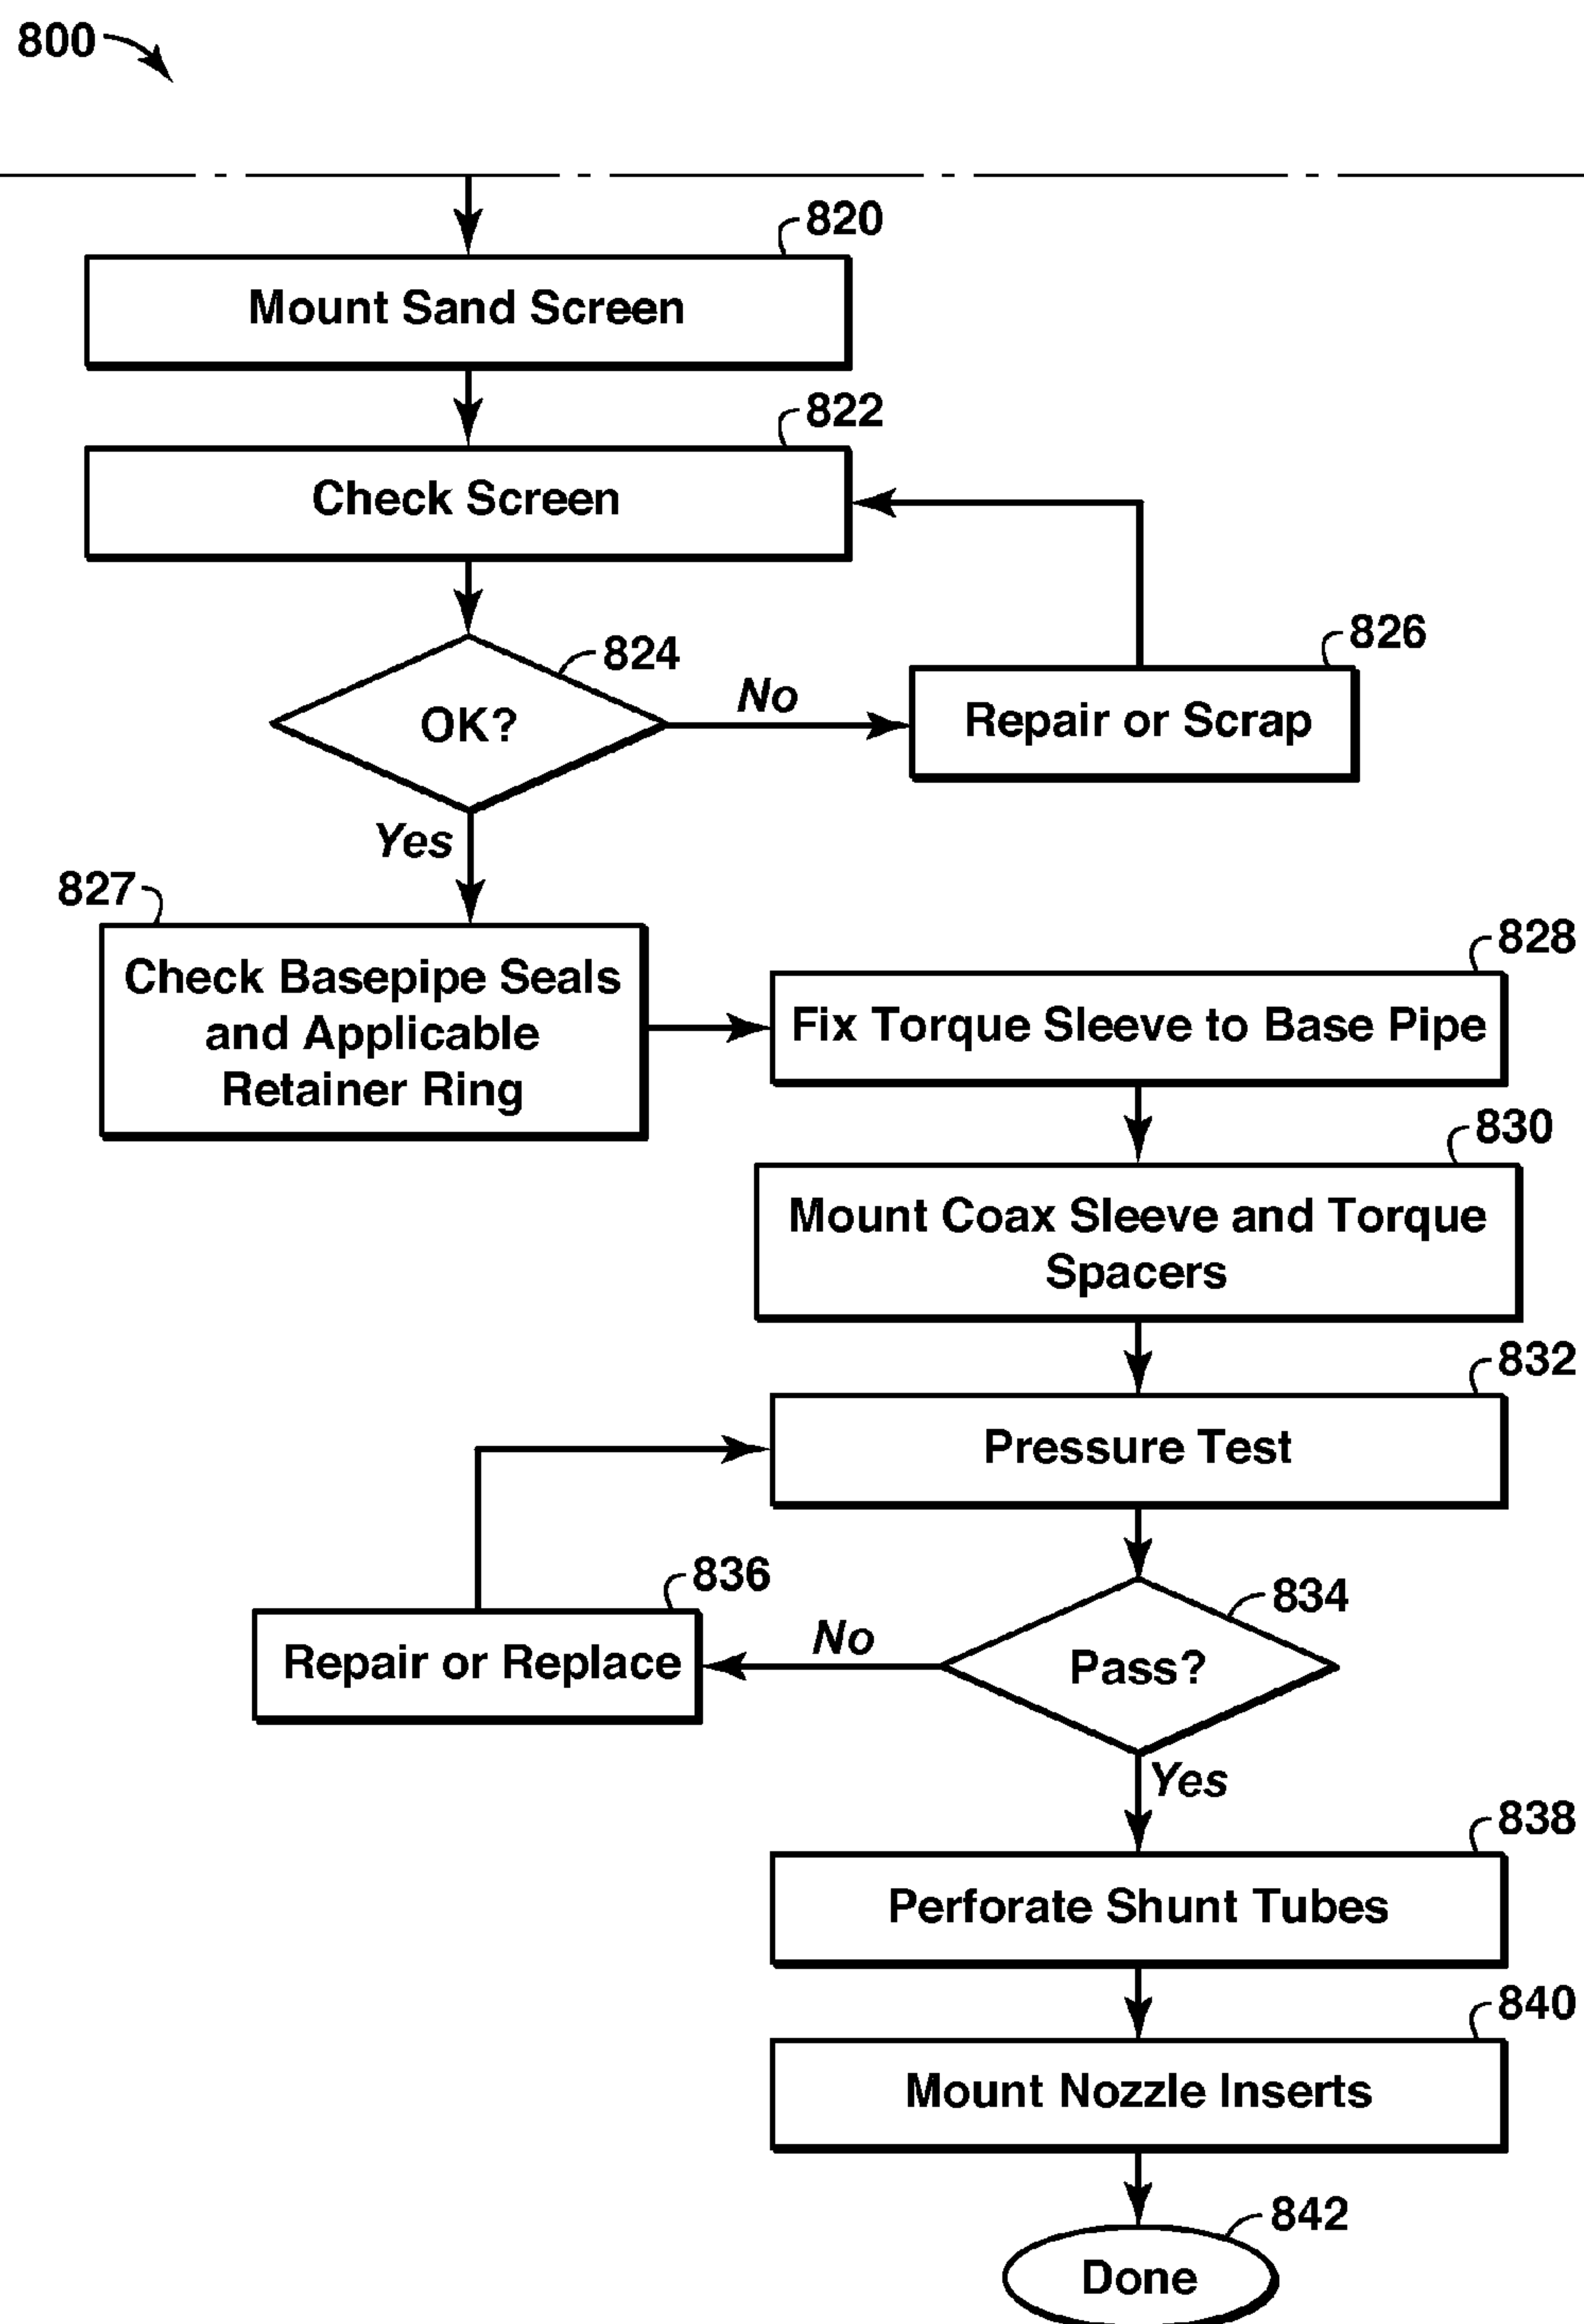 800
820
Mount Sand Screen
822
Check Screen
824
OK?
No
826
Repair or Scrap
Yes
827
Check Basepipe Seals
and Applicable
Retainer Ring
828
Fix Torque Sleeve to Base Pipe
830
Mount Coax Sleeve and Torque
Spacers
832
Pressure Test
834
Pass?
No
836
Repair or Replace
Yes
838
Perforate Shunt Tubes
840
Mount Nozzle Inserts
842
Done